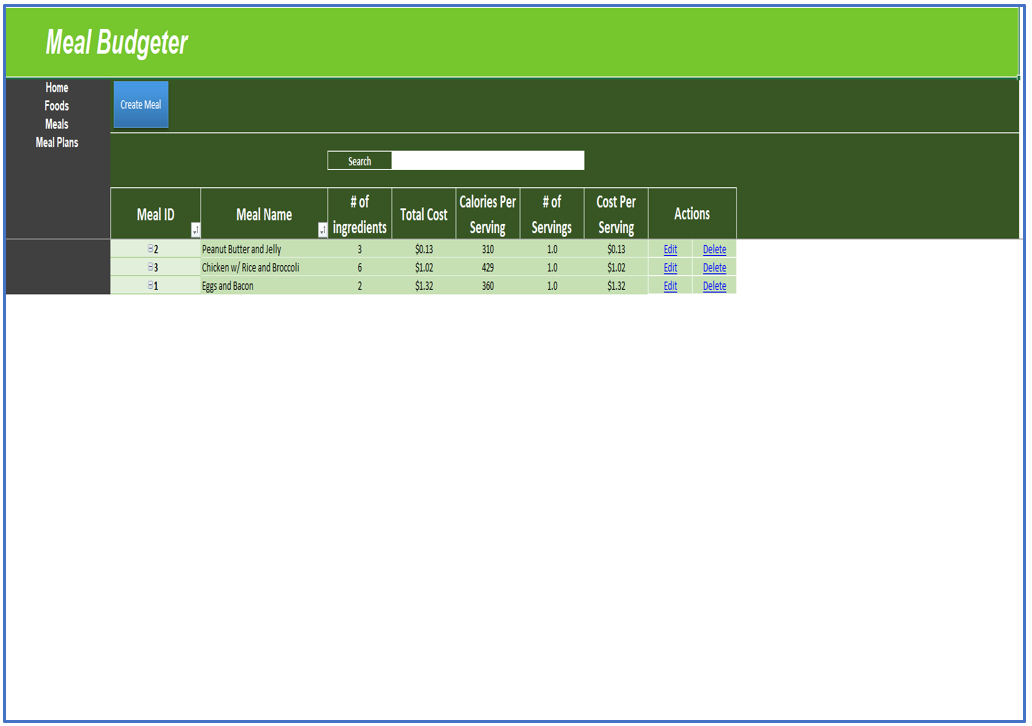 Meal Budgeter
Home
Foods
Meals
Meal Plans
Create Meal
Search
Meal ID Meal Name # of ingredients Total Cost Calories Per Serving # of Servings Cost Per Serving Actions
2 Peanut Butter and Jelly 3 $0.13 310 1.0 $0.13 Edit Delete
3 Chicken w/ Rice and Broccoli 6 $1.02 429 1.0 $1.02 Edit Delete
1 Eggs and Bacon 2 $1.32 360 1.0 $1.32 Edit Delete